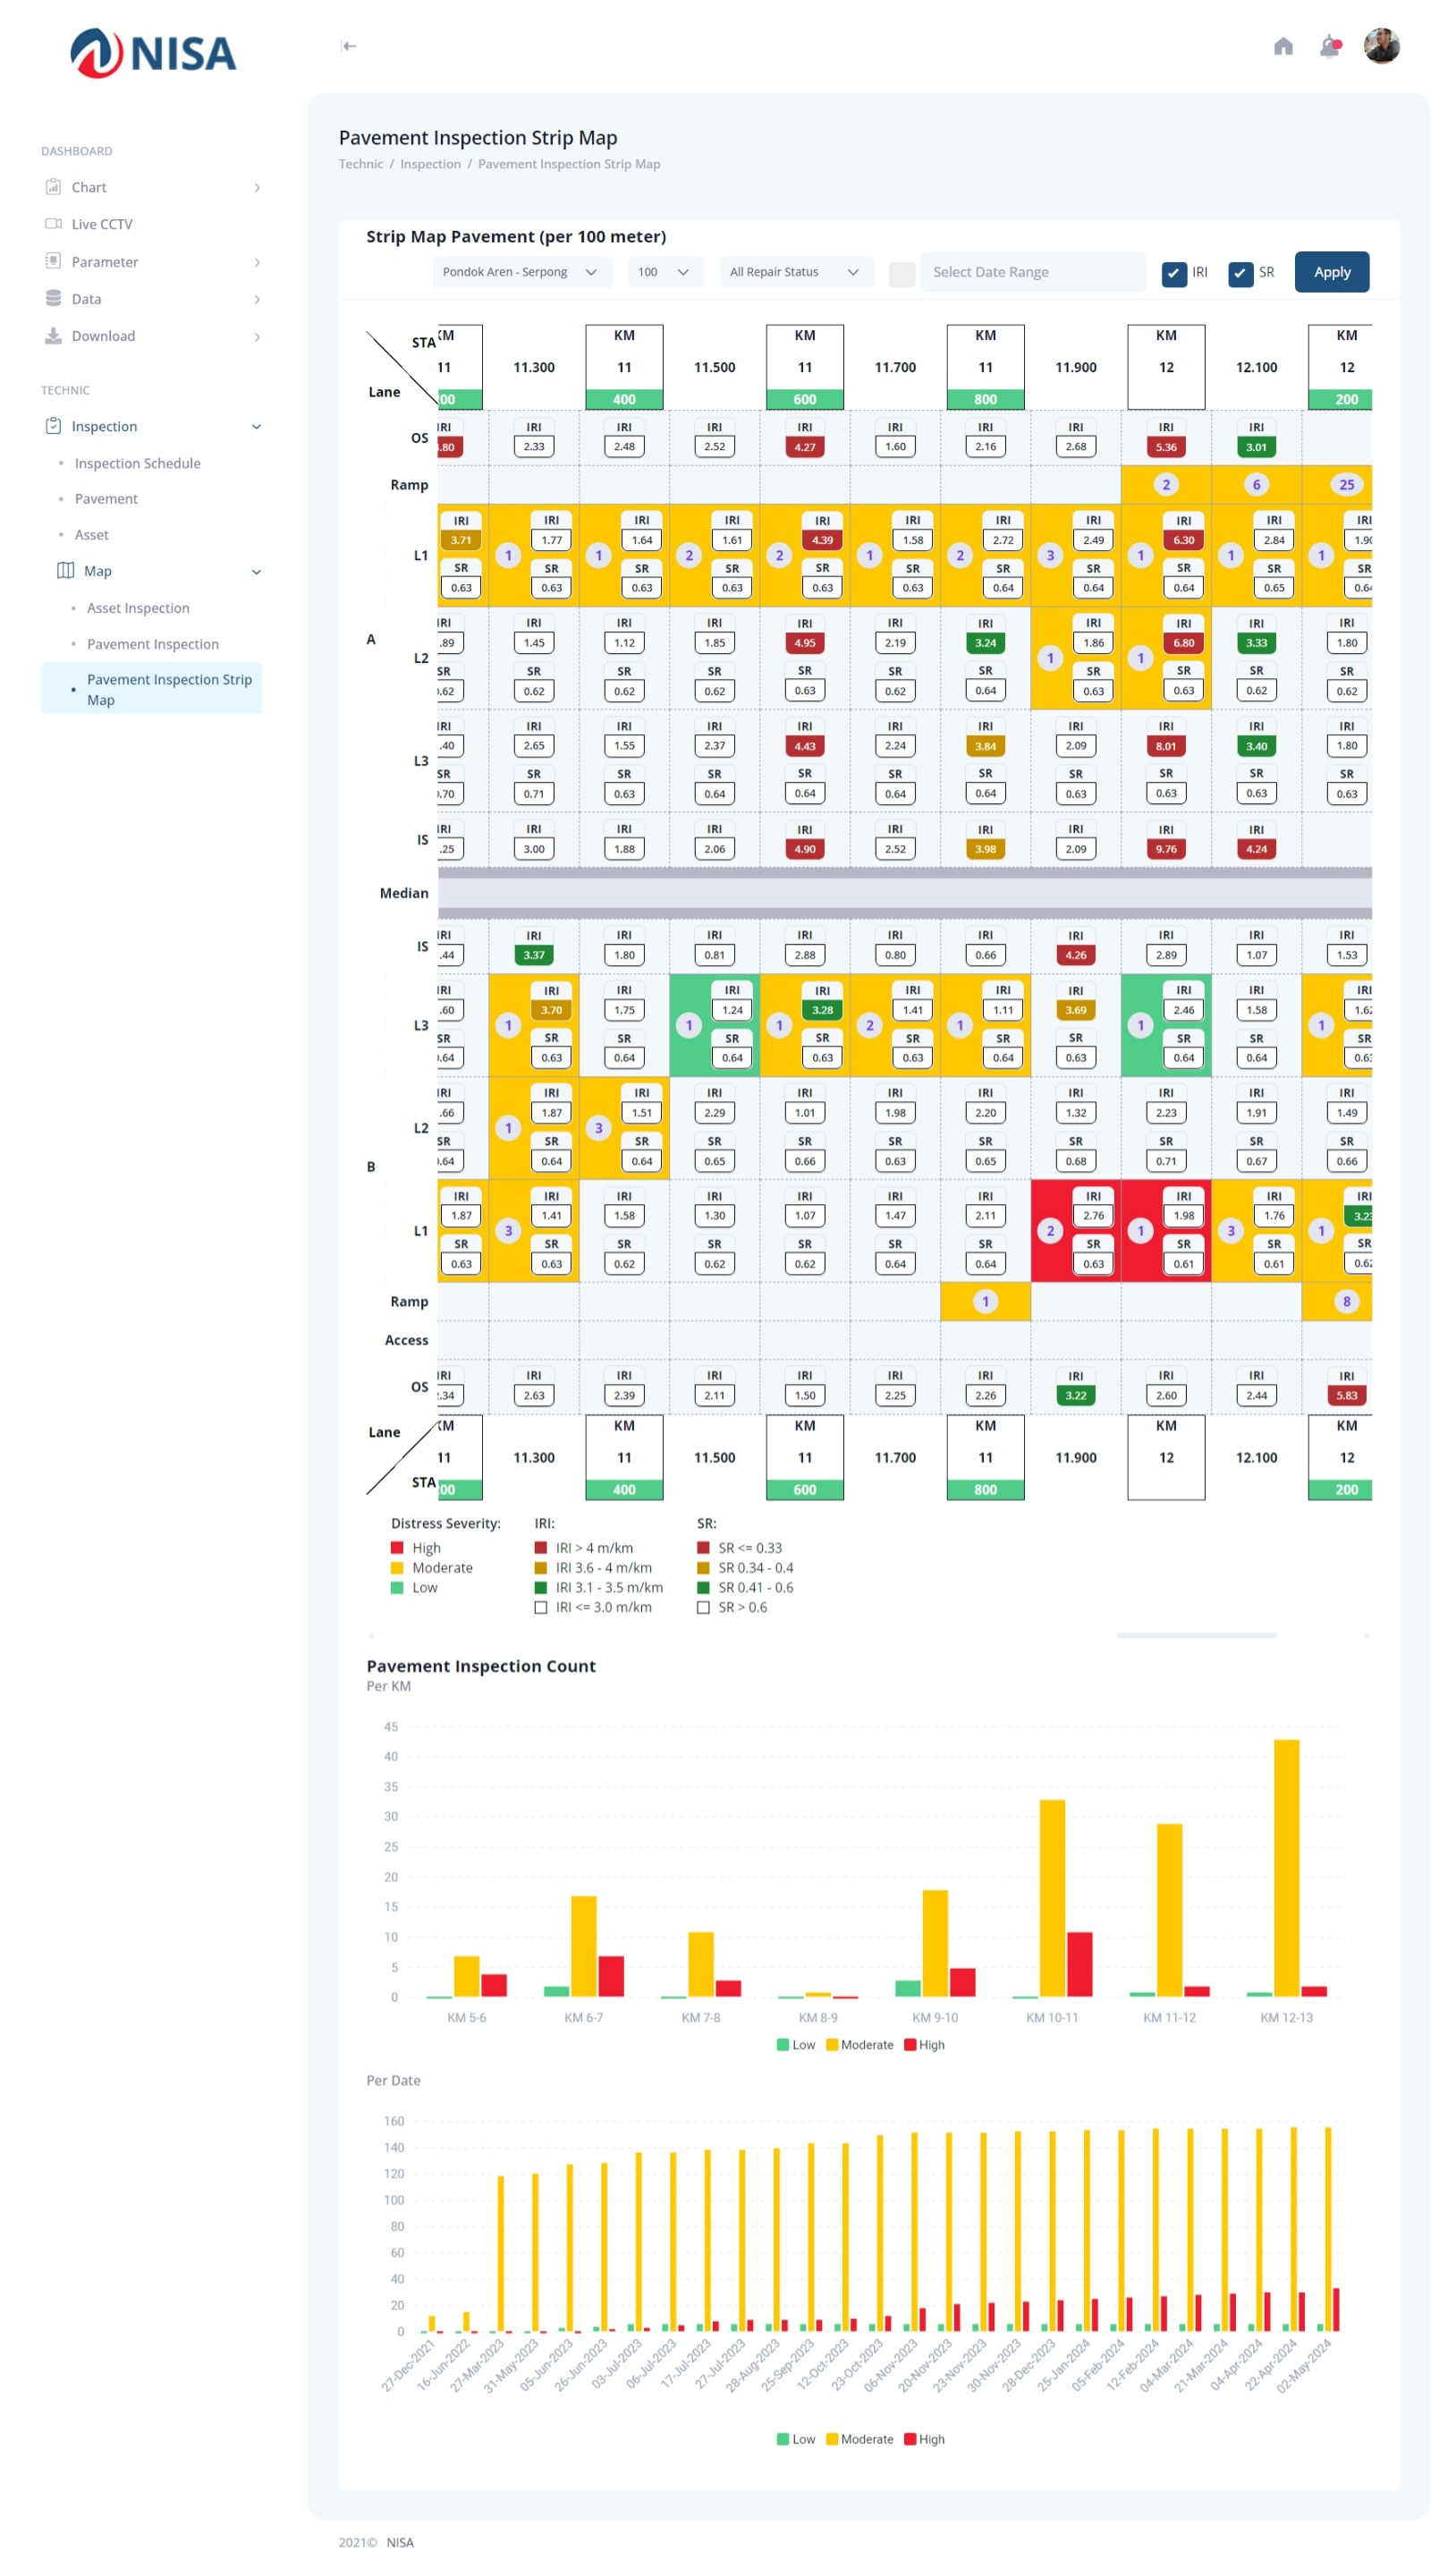 NISA
DASHBOARD
Chart
Live CCTV
Parameter
Data
Download
TECHNIC
Inspection
Inspection Schedule
Pavement
Asset
Map
Asset Inspection
Pavement Inspection
Pavement Inspection Strip
Map
Pavement Inspection Strip Map
Technic / Inspection / Pavement Inspection Strip Map
Strip Map Pavement (per 100 meter)
Pondok Aren - Serpong 100 All Repair Status Select Date Range IRI SR Apply
STA KM KM KM KM KM KM
11 11.300 11 11.500 11 11.700 11 11.900 12 12.100 12
Lane 00 400 600 800 200
IRI IRI IRI IRI IRI IRI IRI IRI IRI IRI
OS .80 2.33 2.48 2.52 4.27 1.60 2.16 2.68 5.36 3.01
Ramp 2 6 25
IRI IRI IRI IRI IRI IRI IRI IRI IRI IRI IRI
3.71 1.77 1.64 1.61 4.39 1.58 2.72 2.49 6.30 2.84 1.90
L1 1 1 2 2 1 2 3 1 1 1
SR SR SR SR SR SR SR SR SR SR SR
0.63 0.63 0.63 0.63 0.63 0.63 0.64 0.64 0.64 0.65 0.64
A
IRI IRI IRI IRI IRI IRI IRI IRI IRI IRI IRI
.89 1.45 1.12 1.85 4.95 2.19 3.24 1.86 6.80 3.33 1.80
L2 1 1
SR SR SR SR SR SR SR SR SR SR SR
.62 0.62 0.62 0.62 0.63 0.62 0.64 0.63 0.63 0.62 0.62
IRI IRI IRI IRI IRI IRI IRI IRI IRI IRI IRI
.40 2.65 1.55 2.37 4.43 2.24 3.84 2.09 8.01 3.40 1.80
L3
SR SR SR SR SR SR SR SR SR SR SR
.70 0.71 0.63 0.64 0.64 0.64 0.64 0.63 0.63 0.63 0.63
IRI IRI IRI IRI IRI IRI IRI IRI IRI IRI
IS .25 3.00 1.88 2.06 4.90 2.52 3.98 2.09 9.76 4.24
Median
IRI IRI IRI IRI IRI IRI IRI IRI IRI IRI IRI
IS .44 3.37 1.80 0.81 2.88 0.80 0.66 4.26 2.89 1.07 1.53
IRI IRI IRI IRI IRI IRI IRI IRI IRI IRI IRI
.60 3.70 1.75 1.24 3.28 1.41 1.11 3.69 2.46 1.58 1.62
L3 1 1 1 2 1 1 1
SR SR SR SR SR SR SR SR SR SR SR
.64 0.63 0.64 0.64 0.63 0.63 0.64 0.63 0.64 0.64 0.63
IRI IRI IRI IRI IRI IRI IRI IRI IRI IRI IRI
.66 1.87 1.51 2.29 1.01 1.98 2.20 1.32 2.23 1.91 1.49
L2 1 3
SR SR SR SR SR SR SR SR SR SR SR
.64 0.64 0.64 0.65 0.66 0.63 0.65 0.68 0.71 0.67 0.66
B
IRI IRI IRI IRI IRI IRI IRI IRI IRI IRI IRI
1.87 1.41 1.58 1.30 1.07 1.47 2.11 2.76 1.98 1.76 3.23
L1 3 2 1 3 1
SR SR SR SR SR SR SR SR SR SR SR
0.63 0.63 0.62 0.62 0.62 0.64 0.64 0.63 0.61 0.61 0.62
Ramp 1 8
Access
IRI IRI IRI IRI IRI IRI IRI IRI IRI IRI IRI
OS .34 2.63 2.39 2.11 1.50 2.25 2.26 3.22 2.60 2.44 5.83
Lane KM KM KM KM KM KM
11 11.300 11 11.500 11 11.700 11 11.900 12 12.100 12
STA 00 400 600 800 200
Distress Severity: IRI: SR:
High IRI > 4 m/km SR <= 0.33
Moderate IRI 3.6 - 4 m/km SR 0.34 - 0.4
Low IRI 3.1 - 3.5 m/km SR 0.41 - 0.6
IRI <= 3.0 m/km SR > 0.6
Pavement Inspection Count
Per KM
45
40
35
30
25
20
15
10
5
0
KM 5-6 KM 6-7 KM 7-8 KM 8-9 KM 9-10 KM 10-11 KM 11-12 KM 12-13
Low Moderate High
Per Date
160
140
120
100
80
60
40
20
0
27-Dec-2021 16-Jun-2022 27-Mar-2023 31-May-2023 05-Jun-2023 26-Jun-2023 03-Jul-2023 06-Jul-2023 17-Jul-2023 27-Jul-2023 28-Aug-2023 25-Sep-2023 12-Oct-2023 23-Oct-2023 06-Nov-2023 20-Nov-2023 23-Nov-2023 30-Nov-2023 28-Dec-2023 25-Jan-2024 05-Feb-2024 12-Feb-2024 04-Mar-2024 21-Mar-2024 04-Apr-2024 22-Apr-2024 02-May-2024
Low Moderate High
2021© NISA